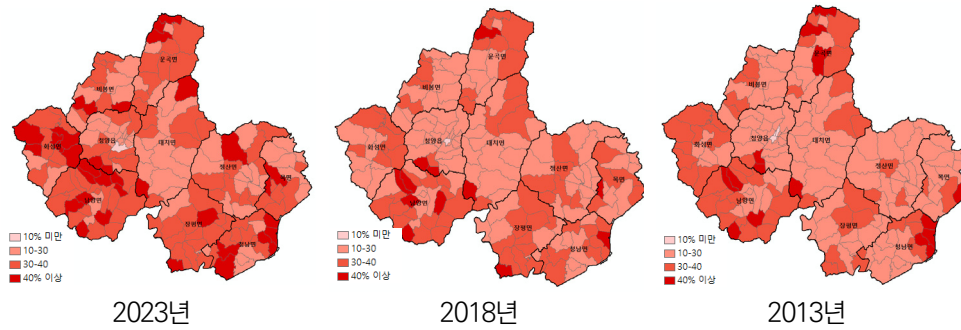 운곡면
비봉면
화성면
청양읍
대치면
정산면
목면
남양면
장평면
청남면
10% 미만
10-30
30-40
40% 이상
2023년
운곡면
비봉면
화성면
청양읍
대치면
정산면
목면
남양면
장평면
청남면
10% 미만
10-30
30-40
40% 이상
2018년
운곡면
비봉면
화성면
청양읍
대치면
정산면
목면
남양면
장평면
청남면
10% 미만
10-30
30-40
40% 이상
2013년